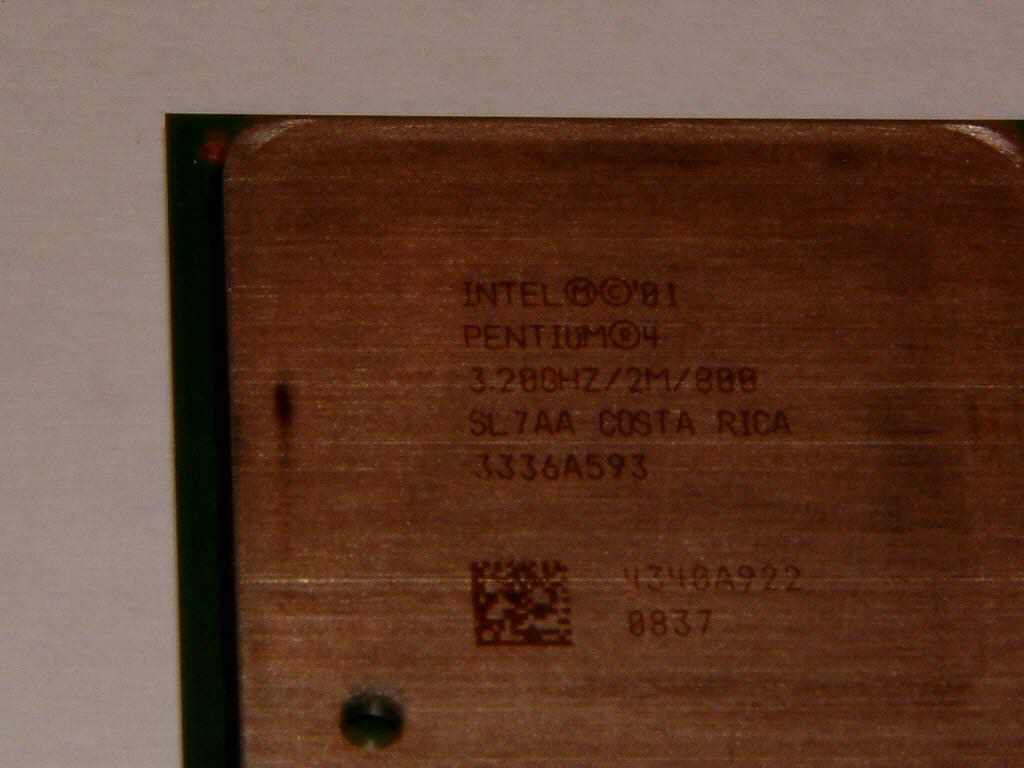 INTEL Ⓜ©'01
PENTIUM®4
3.20GHZ/2M/800
SL7AA COSTA RICA
3336A593
4340A922
0837